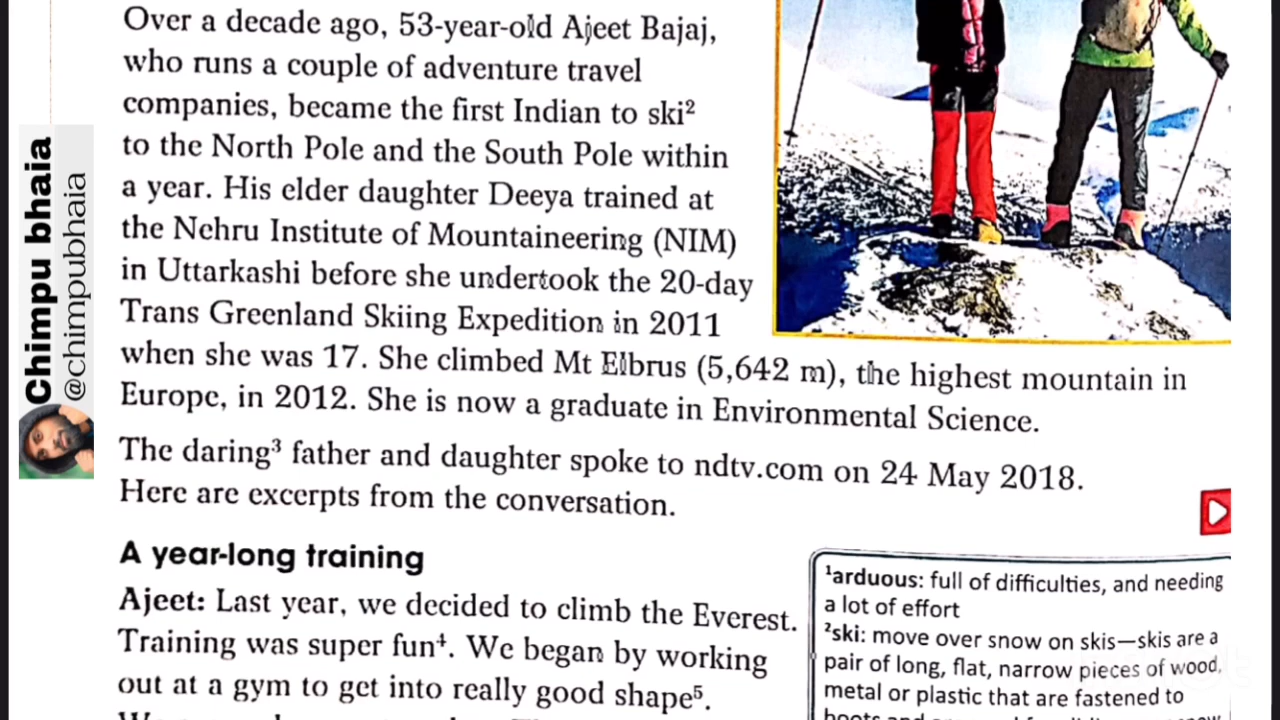 Over a decade ago, 53-year-old Ajeet Bajaj,
who runs a couple of adventure travel
companies, became the first Indian to ski²
to the North Pole and the South Pole within
a year. His elder daughter Deeya trained at
the Nehru Institute of Mountaineering (NIM)
in Uttarkashi before she undertook the 20-day
Trans Greenland Skiing Expedition in 2011
when she was 17. She climbed Mt Elbrus (5,642 m), the highest mountain in
Europe, in 2012. She is now a graduate in Environmental Science.
The daring³ father and daughter spoke to ndtv.com on 24 May 2018.
Here are excerpts from the conversation.
A year-long training
Ajeet: Last year, we decided to climb the Everest.
Training was super fun⁴. We began by working
out at a gym to get into really good shape⁵.
¹arduous: full of difficulties, and needing
a lot of effort
²ski: move over snow on skis—skis are a
pair of long, flat, narrow pieces of wood,
metal or plastic that are fastened to
Chimpu bhaia
@chimpubhaia